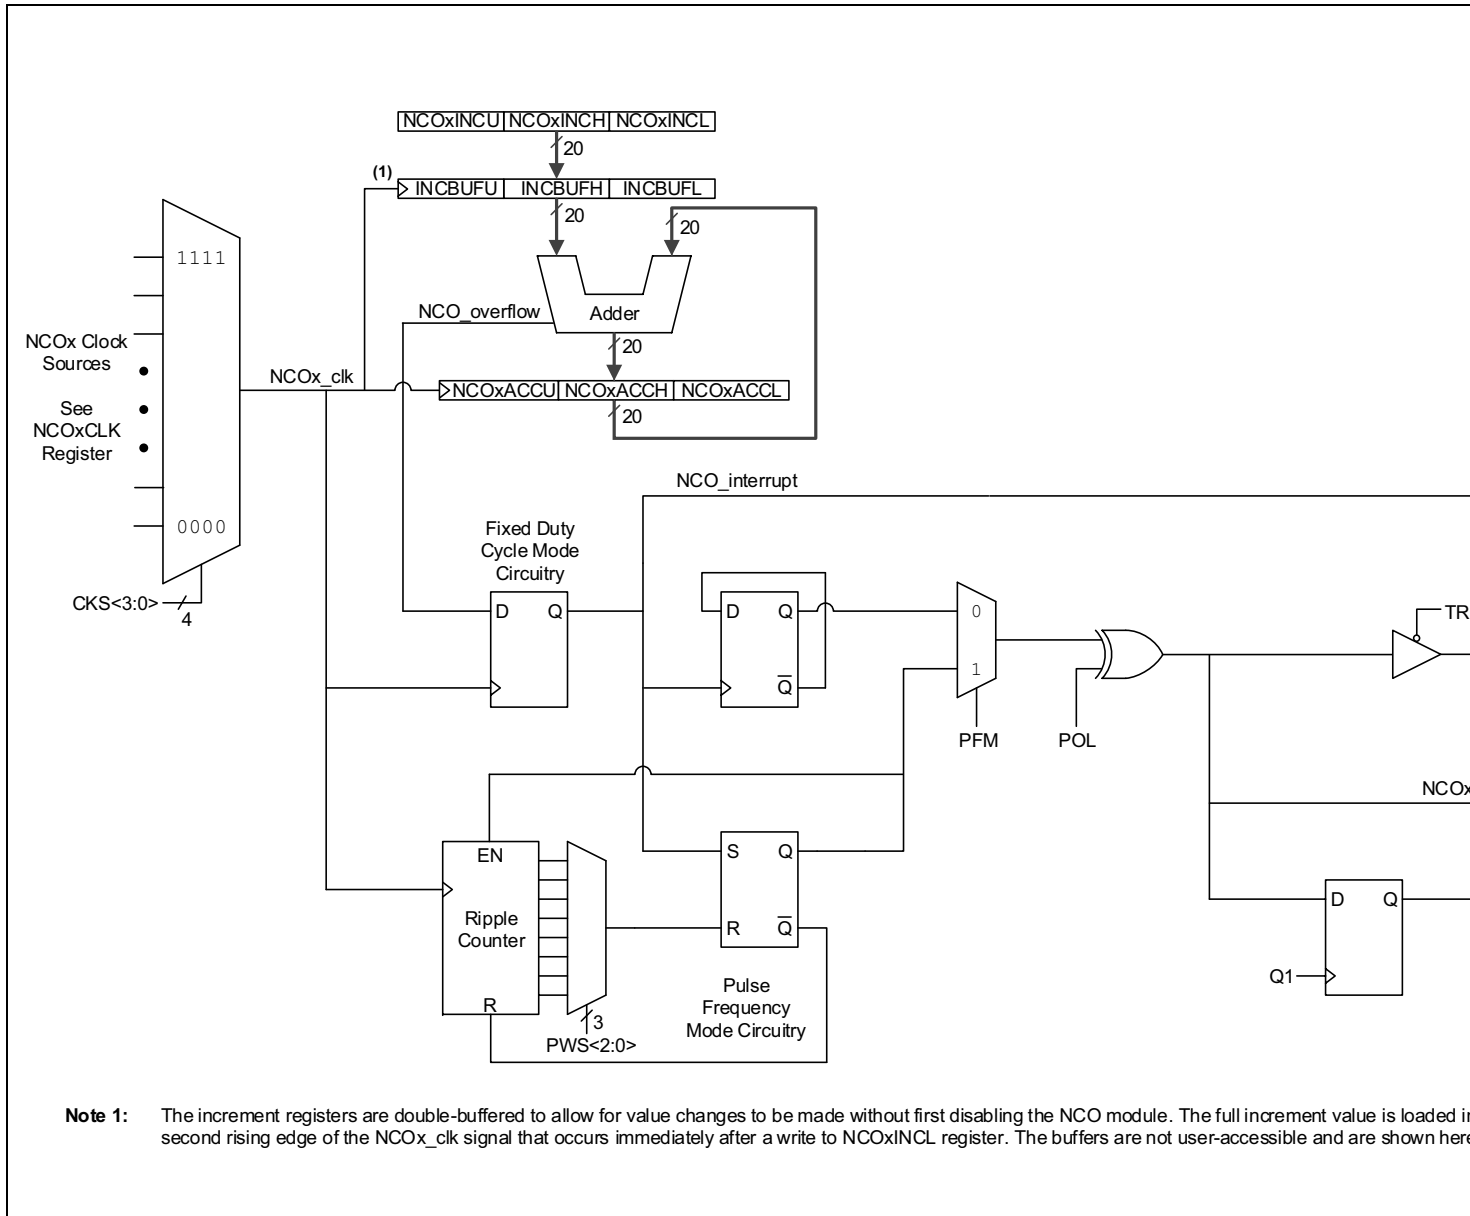 NCOxINCU NCOxINCH NCOxINCL
20
(1)
INCBUFU INCBUFH INCBUFL
20
20
1111
Adder
NCO_overflow
20
NCOx Clock
Sources
See
NCOxCLK
Register
NCOx_clk
NCOxACCU NCOxACCH NCOxACCL
20
0000
CKS<3:0>
4
NCO_interrupt
Fixed Duty
Cycle Mode
Circuitry
D Q
D Q
Q
0
1
PFM
POL
TR
NCOx
EN
Ripple
Counter
R
3
PWS<2:0>
S Q
R Q
Pulse
Frequency
Mode Circuitry
D Q
Q1
Note 1: The increment registers are double-buffered to allow for value changes to be made without first disabling the NCO module. The full increment value is loaded
second rising edge of the NCOx_clk signal that occurs immediately after a write to NCOxINCL register. The buffers are not user-accessible and are shown here